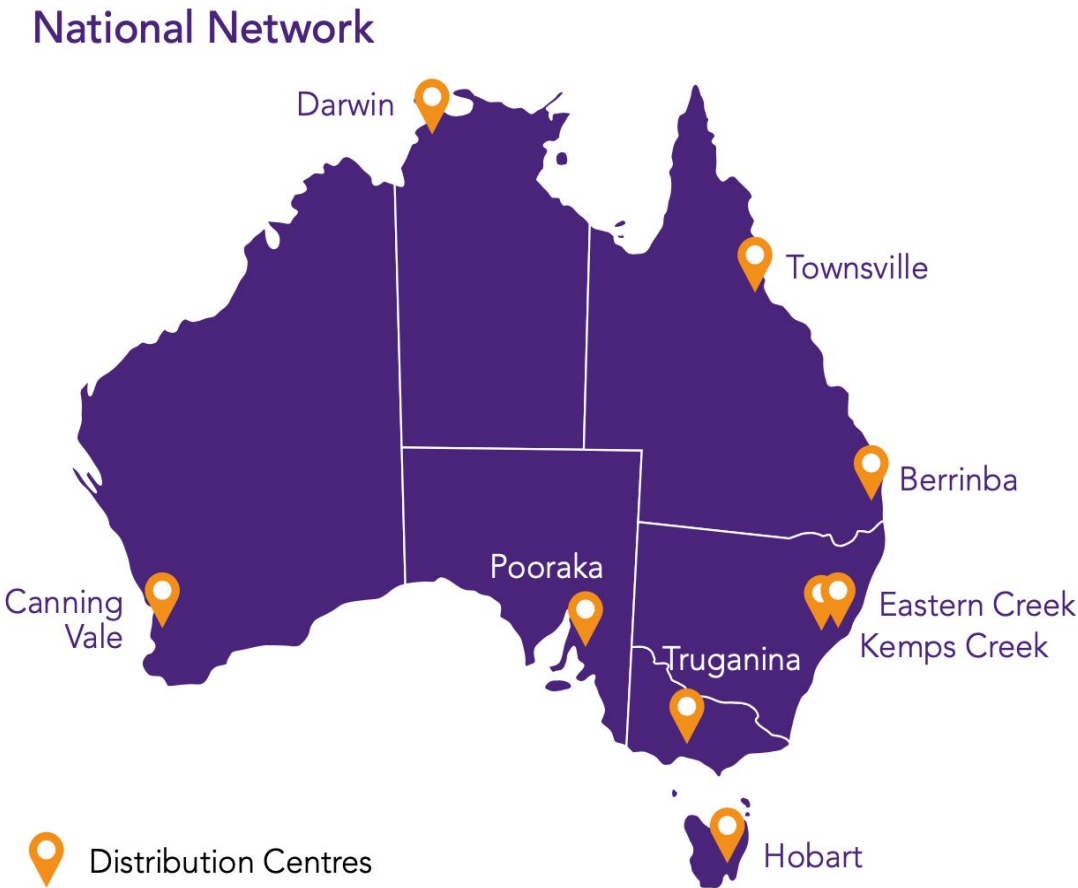 National Network
Darwin
Townsville
Berrinba
Pooraka
Canning
Vale
Eastern Creek
Kemps Creek
Truganina
Hobart
Distribution Centres